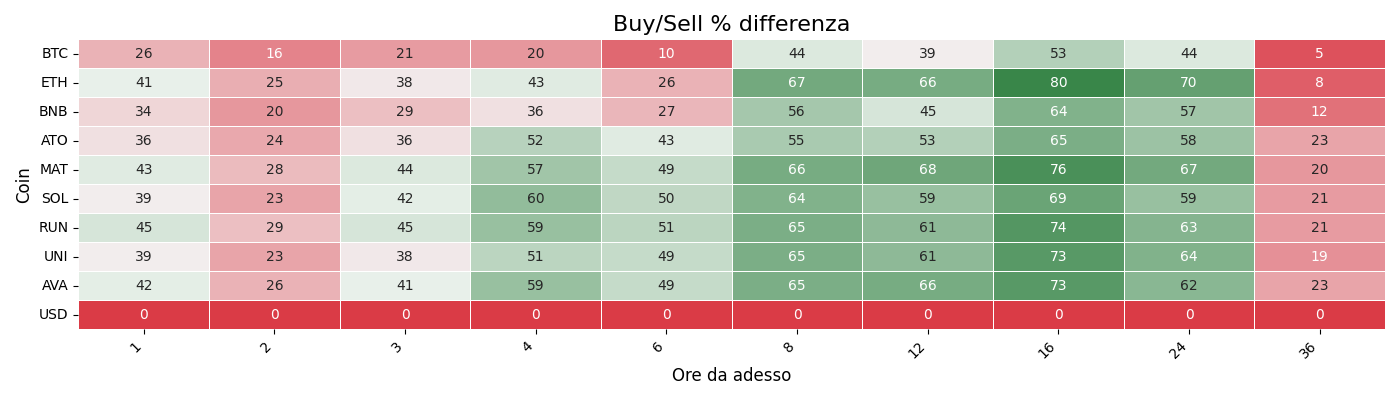 Buy/Sell % differenza
Coin
BTC 26 16 21 20 10 44 39 53 44 5
ETH 41 25 38 43 26 67 66 80 70 8
BNB 34 20 29 36 27 56 45 64 57 12
ATO 36 24 36 52 43 55 53 65 58 23
MAT 43 28 44 57 49 66 68 76 67 20
SOL 39 23 42 60 50 64 59 69 59 21
RUN 45 29 45 59 51 65 61 74 63 21
UNI 39 23 38 51 49 65 61 73 64 19
AVA 42 26 41 59 49 65 66 73 62 23
USD 0 0 0 0 0 0 0 0 0 0
1 2 3 4 6 8 12 16 24 36
Ore da adesso